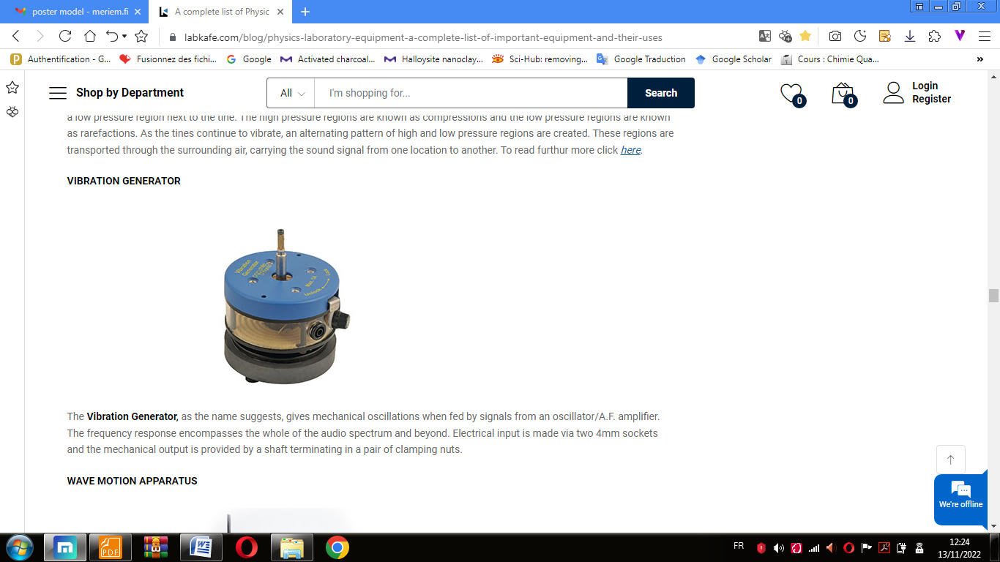 poster model - meriem.fi
A complete list of Physic
labkafe.com/blog/physics-laboratory-equipment-a-complete-list-of-important-equipment-and-their-uses
Authentification - G...
Fusionnez des fichi...
Google
Activated charcoal...
Halloysite nanoclay...
Sci-Hub: removing...
Google Traduction
Google Scholar
Cours : Chimie Qua...
Shop by Department
All
I'm shopping for...
Search
0
0
Login
Register
a low pressure region next to the tine. The high pressure regions are known as compressions and the low pressure regions are known
as rarefactions. As the tines continue to vibrate, an alternating pattern of high and low pressure regions are created. These regions are
transported through the surrounding air, carrying the sound signal from one location to another. To read furthur more click here.
VIBRATION GENERATOR
Vibration
Generator
Unlock
Lock
The Vibration Generator, as the name suggests, gives mechanical oscillations when fed by signals from an oscillator/A.F. amplifier.
The frequency response encompasses the whole of the audio spectrum and beyond. Electrical input is made via two 4mm sockets
and the mechanical output is provided by a shaft terminating in a pair of clamping nuts.
WAVE MOTION APPARATUS
We're offline
PDF
FR
12:24
13/11/2022